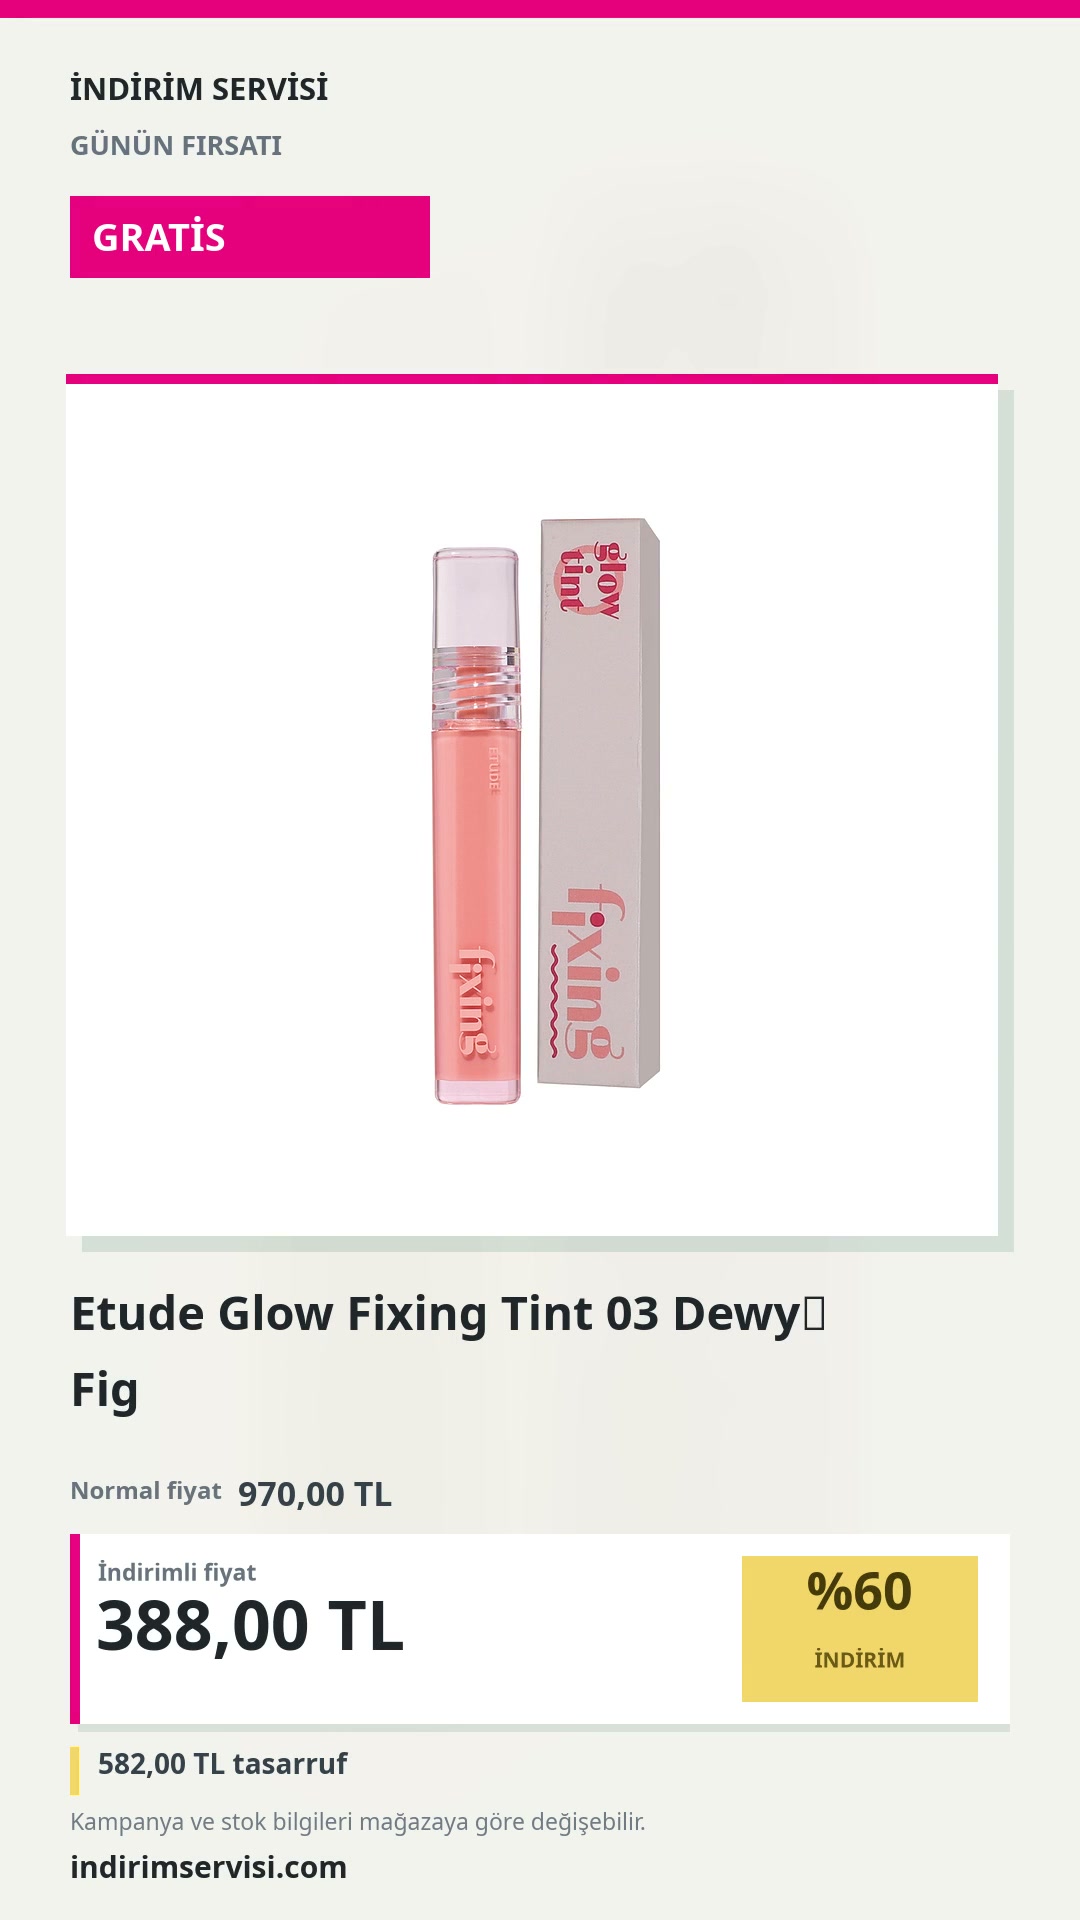 İNDİRİM SERVİSİ
GÜNÜN FIRSATI
GRATİS
glow
tint
ETUDE
fixing
fixing
Etude Glow Fixing Tint 03 Dewy
Fig
Normal fiyat 970,00 TL
İndirimli fiyat
388,00 TL
%60
İNDİRİM
582,00 TL tasarruf
Kampanya ve stok bilgileri mağazaya göre değişebilir.
indirimservisi.com